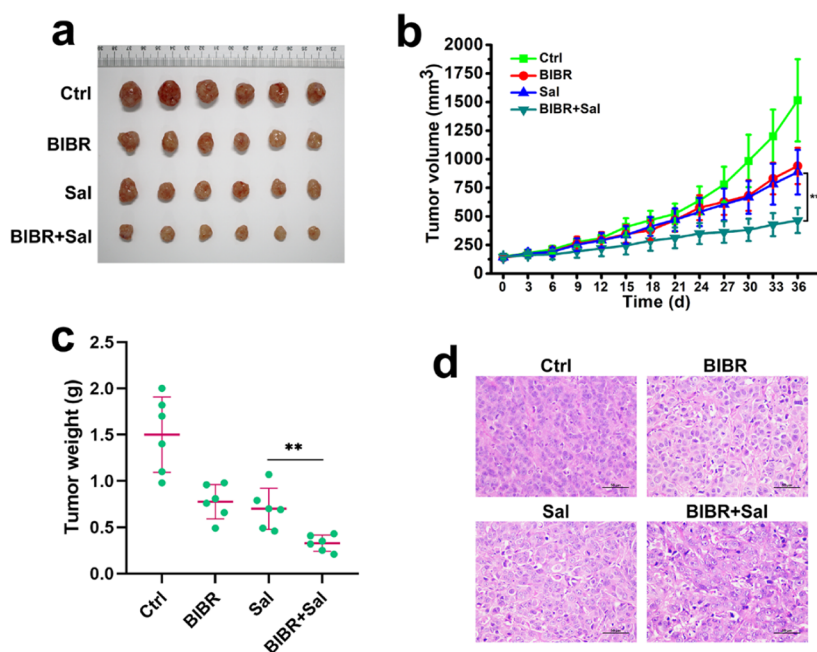 a
Ctrl
BIBR
Sal
BIBR+Sal
b
Tumor volume (mm3)
2000
1750
1500
1250
1000
750
500
250
0
Ctrl
BIBR
Sal
BIBR+Sal
0 3 6 9 12 15 18 21 24 27 30 33 36
Time (d)
c
Tumor weight (g)
2.5
2.0
1.5
1.0
0.5
0.0
**
Ctrl
BIBR
Sal
BIBR+Sal
d
Ctrl
BIBR
Sal
BIBR+Sal